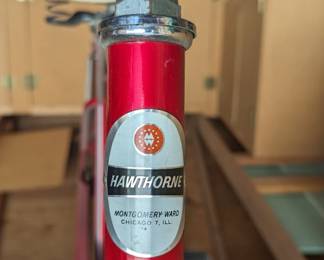 HAWTHORNE
MONTGOMERY WARD
CHICAGO 7, ILL.